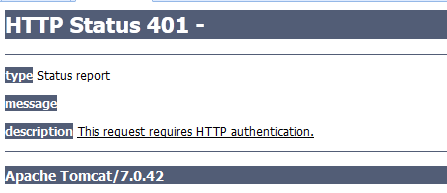 HTTP Status 401 -
type Status report
message
description This request requires HTTP authentication.
Apache Tomcat/7.0.42